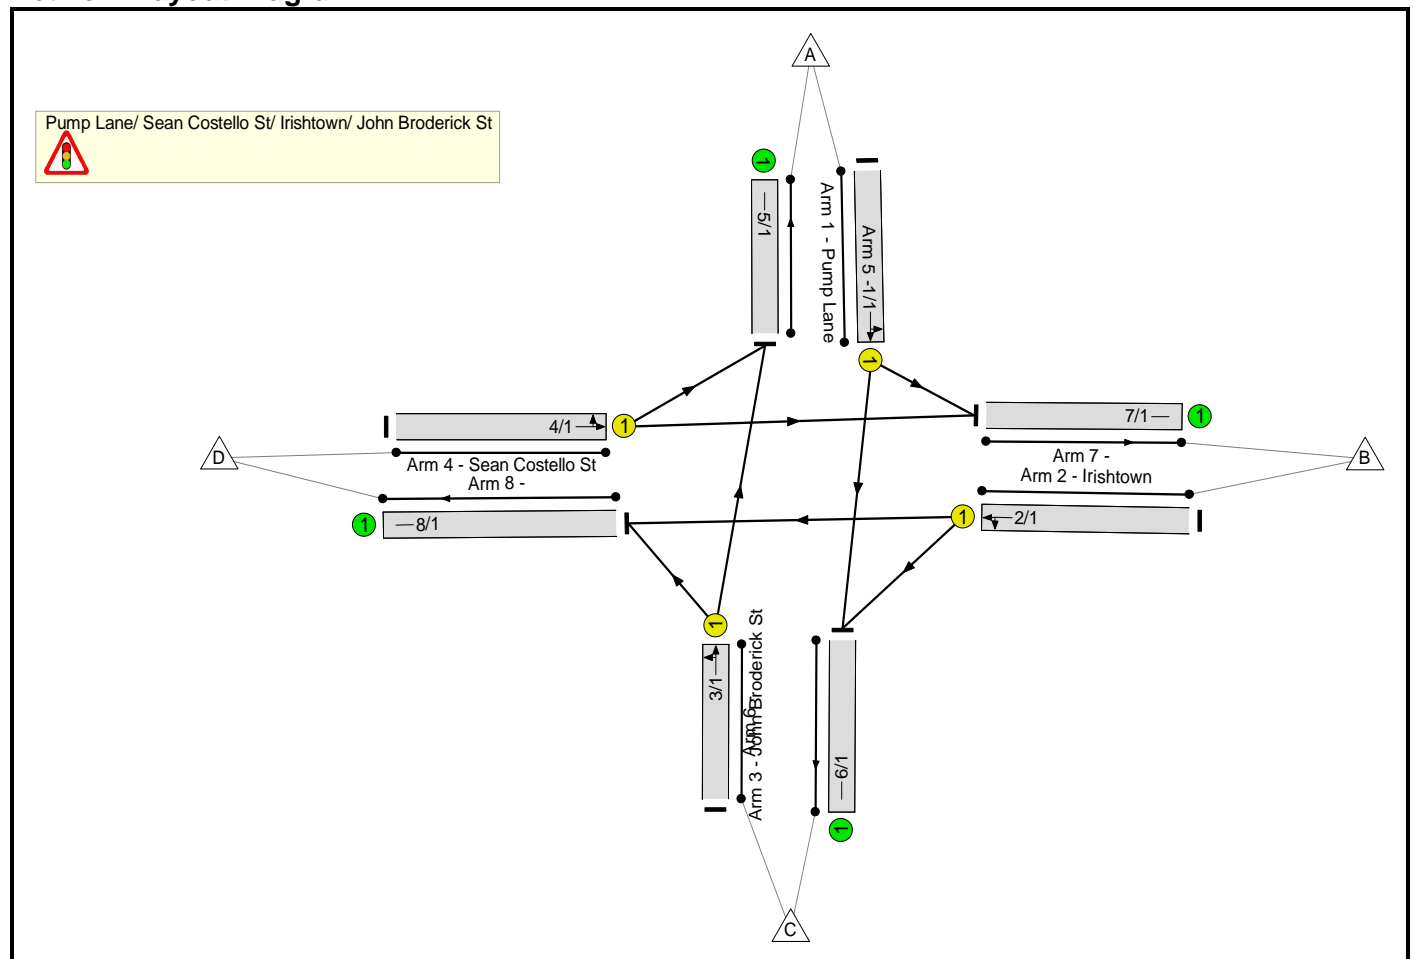 A
Pump Lane/ Sean Costello St/ Irishtown/ John Broderick St
1
5/1
Arm 1 - Pump Lane
Arm 5 -1/1
1
4/1
1
7/1
1
D
Arm 4 - Sean Costello St
Arm 8 -
Arm 7 -
Arm 2 - Irishtown
B
1
8/1
1
2/1
1
3/1
Arm 6 -
Arm 3 - John Broderick St
6/1
1
C